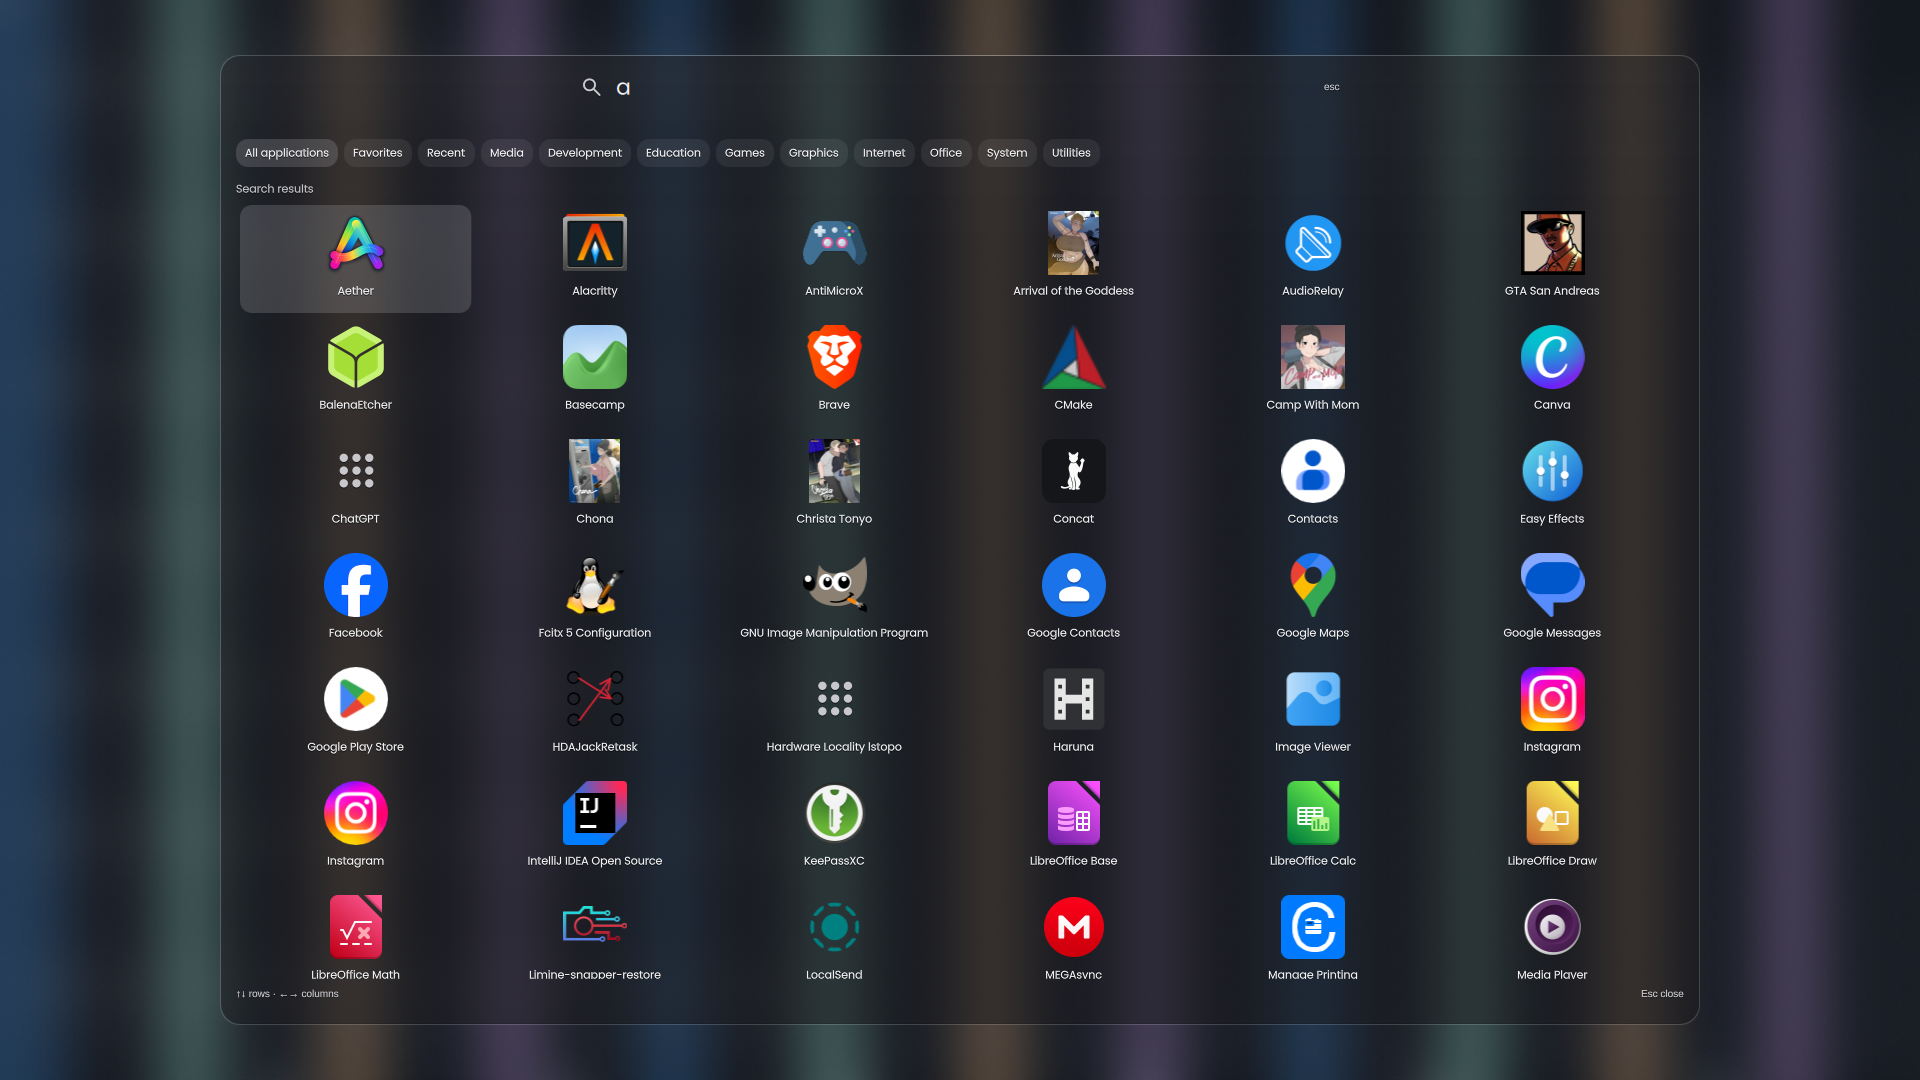 a
esc
All applications Favorites Recent Media Development Education Games Graphics Internet Office System Utilities
Search results
Aether Alacritty AntiMicroX Arrival of the Goddess AudioRelay GTA San Andreas
BalenaEtcher Basecamp Brave CMake Camp With Mom Canva
ChatGPT Chona Christa Tonyo Concat Contacts Easy Effects
Facebook Fcitx 5 Configuration GNU Image Manipulation Program Google Contacts Google Maps Google Messages
Google Play Store HDAJackRetask Hardware Locality lstopo Haruna Image Viewer Instagram
IJ
Instagram IntelliJ IDEA Open Source KeePassXC LibreOffice Base LibreOffice Calc LibreOffice Draw
LibreOffice Math Limine-snapper-restore LocalSend MEGAsync Manage Printing Media Player
↑↓ rows · ←→ columns
Esc close